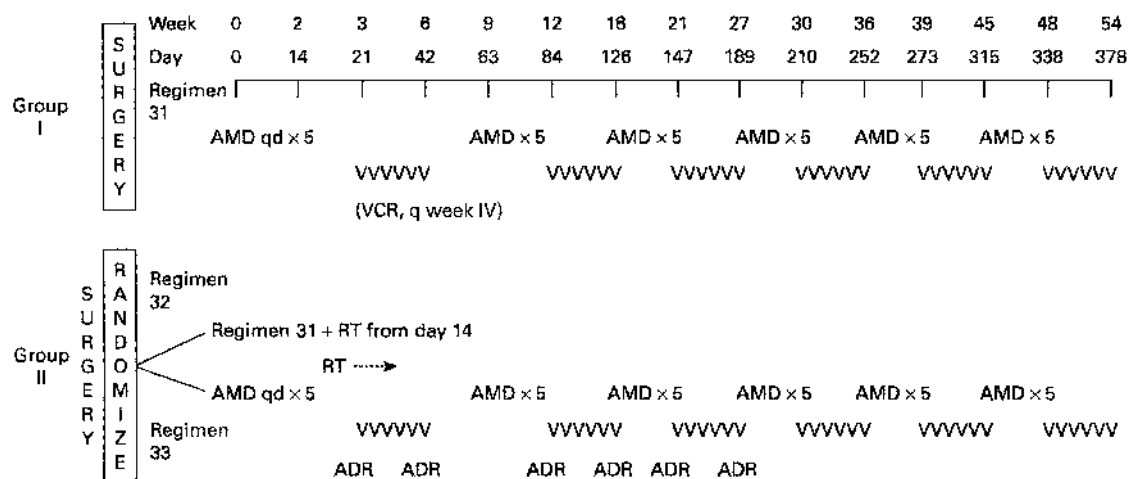 Week 0 2 3 6 9 12 18 21 27 30 36 39 45 48 54
Day 0 14 21 42 63 84 126 147 189 210 252 273 315 338 378
SURGERY
Group
I
Regimen
31
AMD qd × 5 AMD × 5 AMD × 5 AMD × 5 AMD × 5 AMD × 5
VVVVVV VVVVVV VVVVVV VVVVVV VVVVVV VVVVVV
(VCR, q week IV)
Group
II
SURGERY
RANDOMIZE
Regimen
32
Regimen 31 + RT from day 14
RT
AMD qd × 5 AMD × 5 AMD × 5 AMD × 5 AMD × 5 AMD × 5
Regimen
33
VVVVVV VVVVVV VVVVVV VVVVVV VVVVVV VVVVVV
ADR ADR ADR ADR ADR ADR